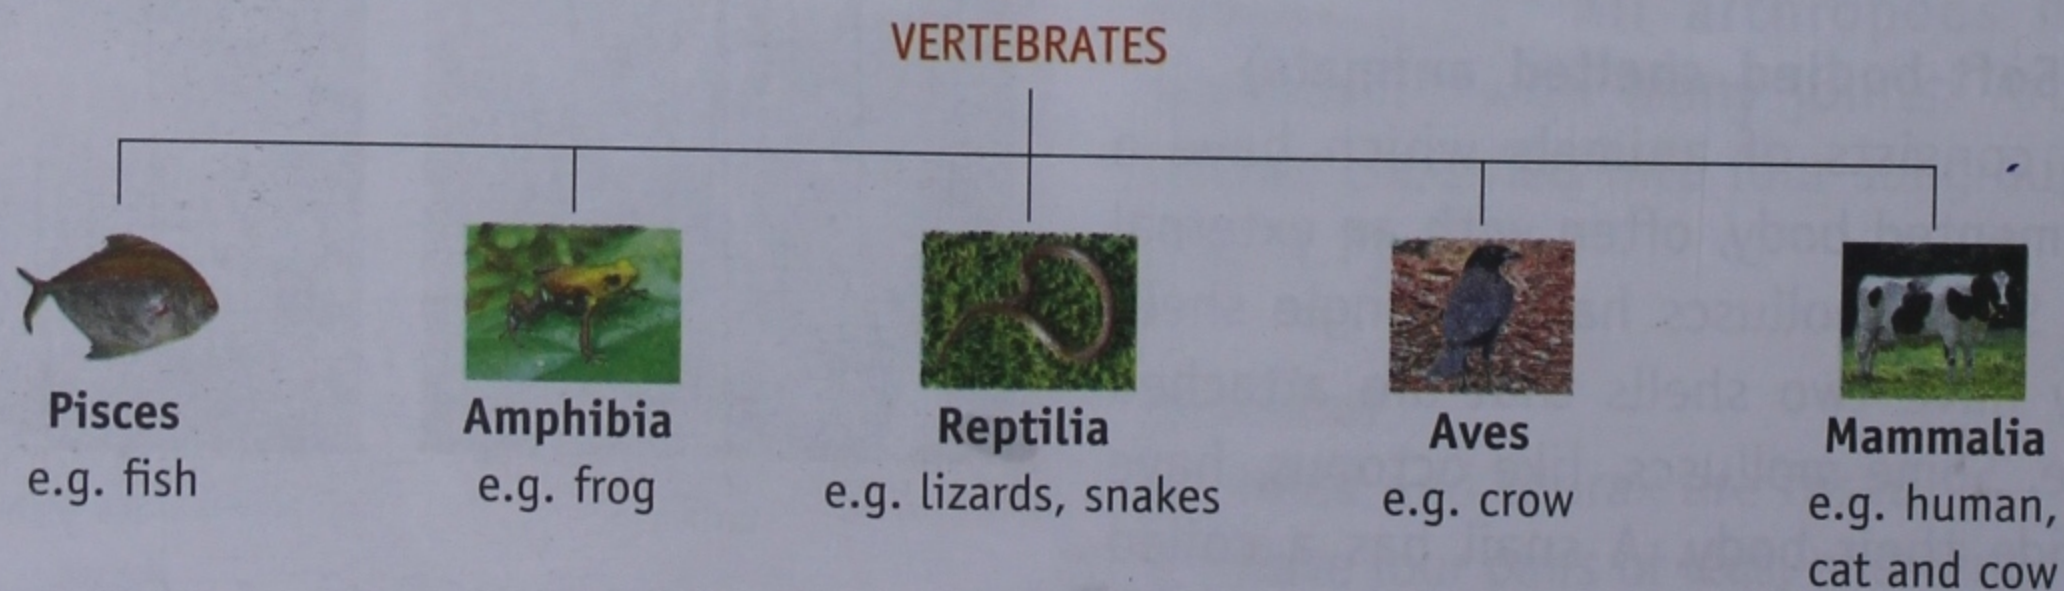 VERTEBRATES
Pisces
e.g. fish
Amphibia
e.g. frog
Reptilia
e.g. lizards, snakes
Aves
e.g. crow
Mammalia
e.g. human,
cat and cow